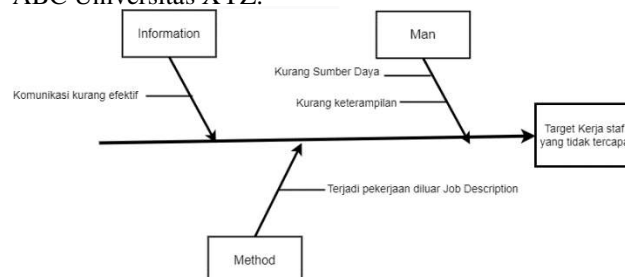 ABC Universitas XYZ.
Information
Man
Kurang Sumber Daya
Komunikasi kurang efektif
Kurang keterampilan
Target Kerja staf
yang tidak tercapa
Terjadi pekerjaan diluar Job Description
Method